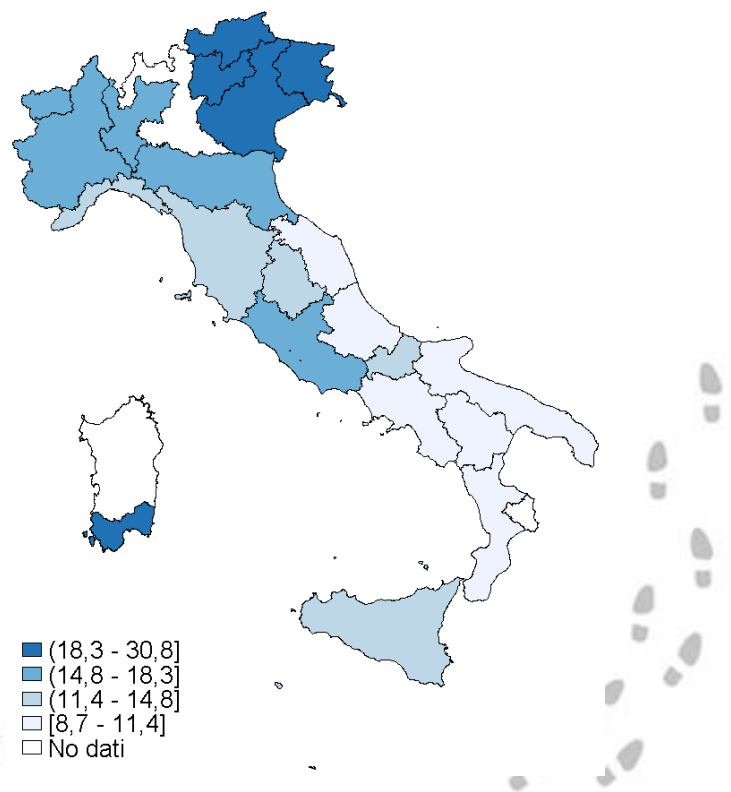 (18,3 - 30,8]
(14,8 - 18,3]
(11,4 - 14,8]
[8,7 - 11,4]
No dati